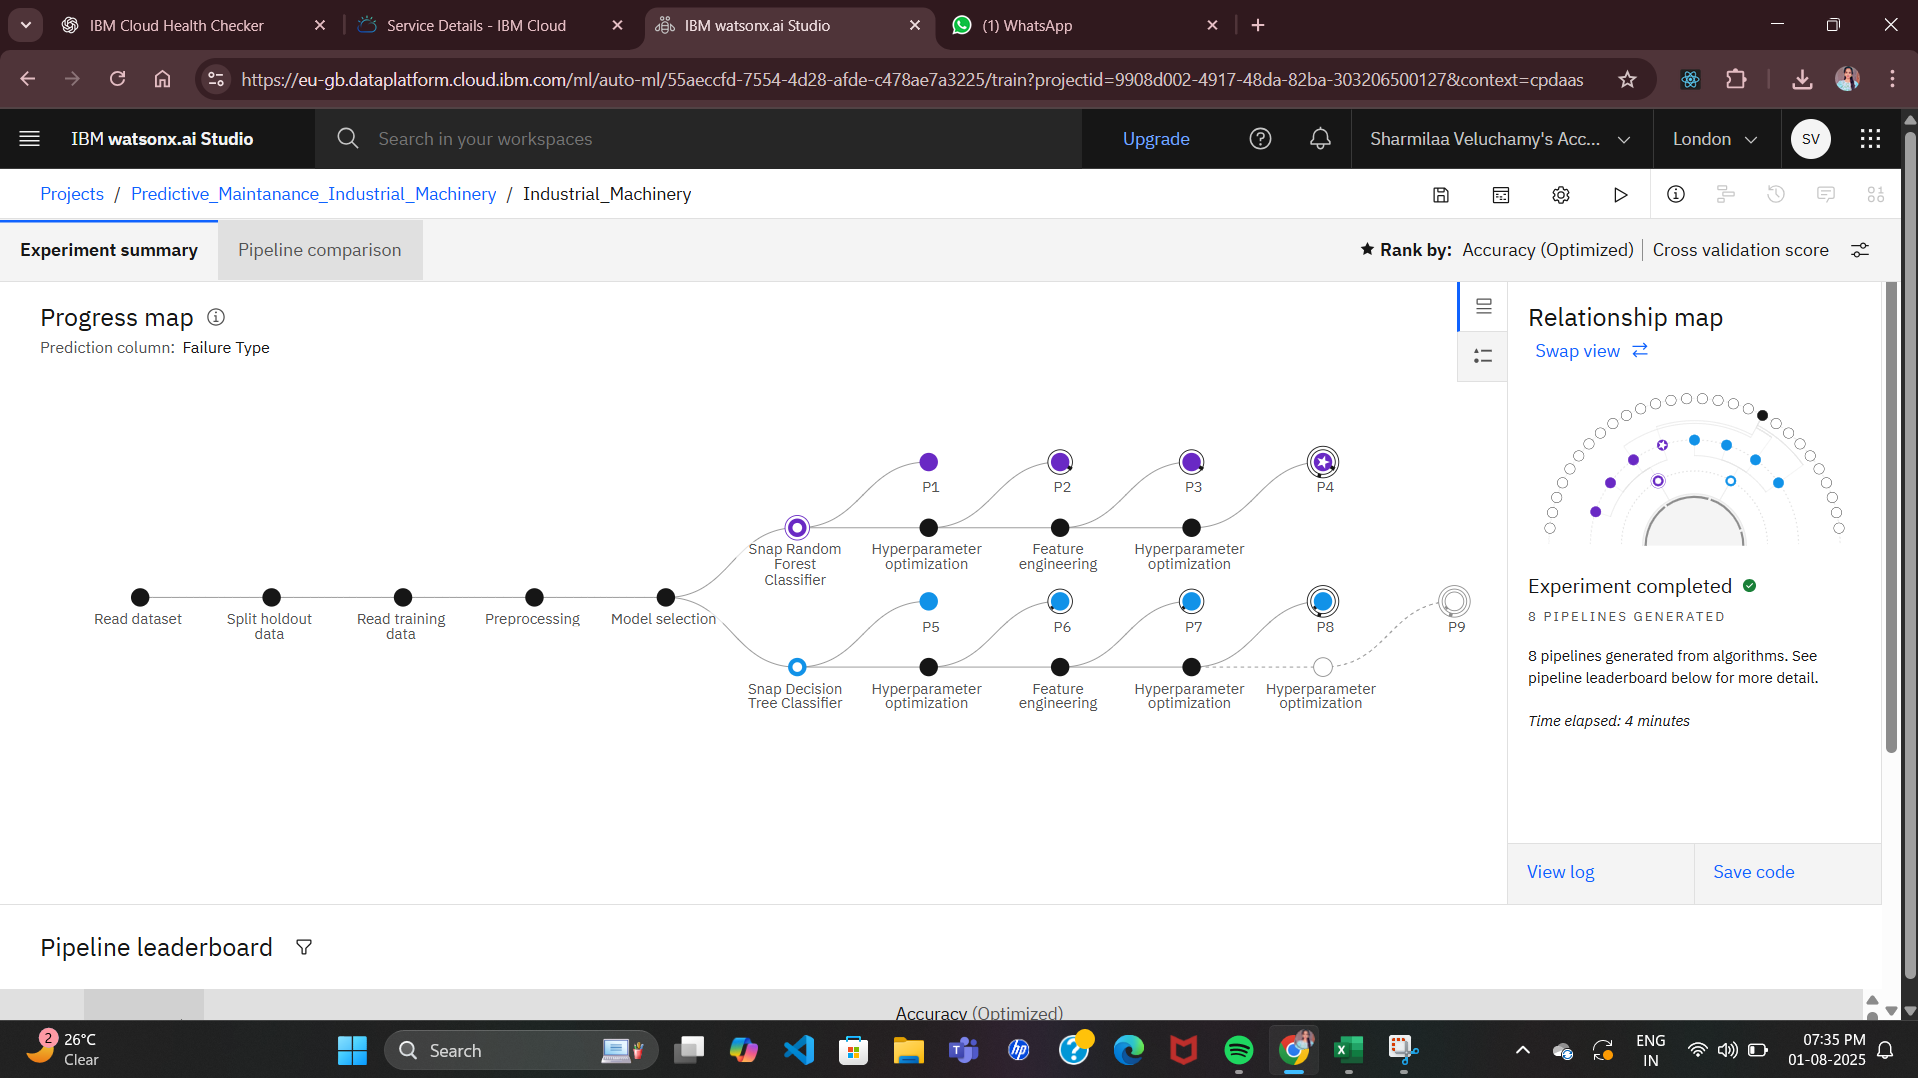 IBM Cloud Health Checker
Service Details - IBM Cloud
IBM watsonx.ai Studio
(1) WhatsApp
https://eu-gb.dataplatform.cloud.ibm.com/ml/auto-ml/55aeccfd-7554-4d28-afde-c478ae7a3225/train?projectid=9908d002-4917-48da-82ba-303206500127&context=cpdaas
IBM watsonx.ai Studio
Search in your workspaces
Upgrade
Sharmilaa Veluchamy's Acc...
London
SV
Projects / Predictive_Maintanance_Industrial_Machinery / Industrial_Machinery
Experiment summary
Pipeline comparison
Rank by: Accuracy (Optimized) | Cross validation score
Progress map
Prediction column: Failure Type
Relationship map
Swap view
P1
P2
P3
P4
Snap Random
Forest
Classifier
Hyperparameter
optimization
Feature
engineering
Hyperparameter
optimization
Read dataset
Split holdout
data
Read training
data
Preprocessing
Model selection
P5
P6
P7
P8
P9
Snap Decision
Tree Classifier
Hyperparameter
optimization
Feature
engineering
Hyperparameter
optimization
Hyperparameter
optimization
Experiment completed
8 PIPELINES GENERATED
8 pipelines generated from algorithms. See
pipeline leaderboard below for more detail.
Time elapsed: 4 minutes
View log
Save code
Pipeline leaderboard
Accuracy (Optimized)
2
26°C
Clear
Search
hp
ENG
IN
07:35 PM
01-08-2025